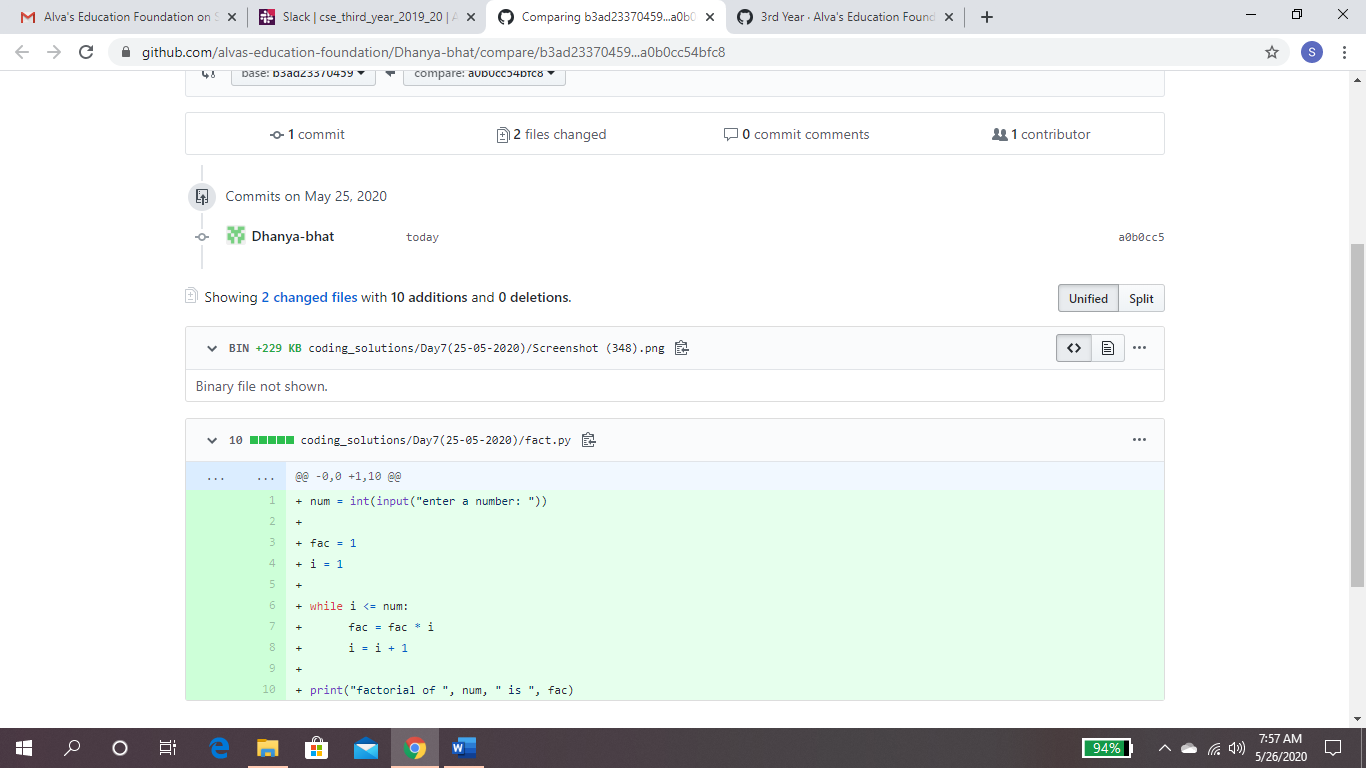 Alva's Education Foundation on S
Slack | cse_third_year_2019_20 | A
Comparing b3ad23370459...a0b0
3rd Year · Alva's Education Found
github.com/alvas-education-foundation/Dhanya-bhat/compare/b3ad23370459...a0b0cc54bfc8
S
base: b3ad23370459 compare: a0b0cc54bfc8
1 commit 2 files changed 0 commit comments 1 contributor
Commits on May 25, 2020
Dhanya-bhat today a0b0cc5
Showing 2 changed files with 10 additions and 0 deletions.
Unified Split
BIN +229 KB coding_solutions/Day7(25-05-2020)/Screenshot (348).png
Binary file not shown.
10 coding_solutions/Day7(25-05-2020)/fact.py
... ... @@ -0,0 +1,10 @@
1 + num = int(input("enter a number: "))
2 +
3 + fac = 1
4 + i = 1
5 +
6 + while i <= num:
7 + fac = fac * i
8 + i = i + 1
9 +
10 + print("factorial of ", num, " is ", fac)
94%
7:57 AM
5/26/2020